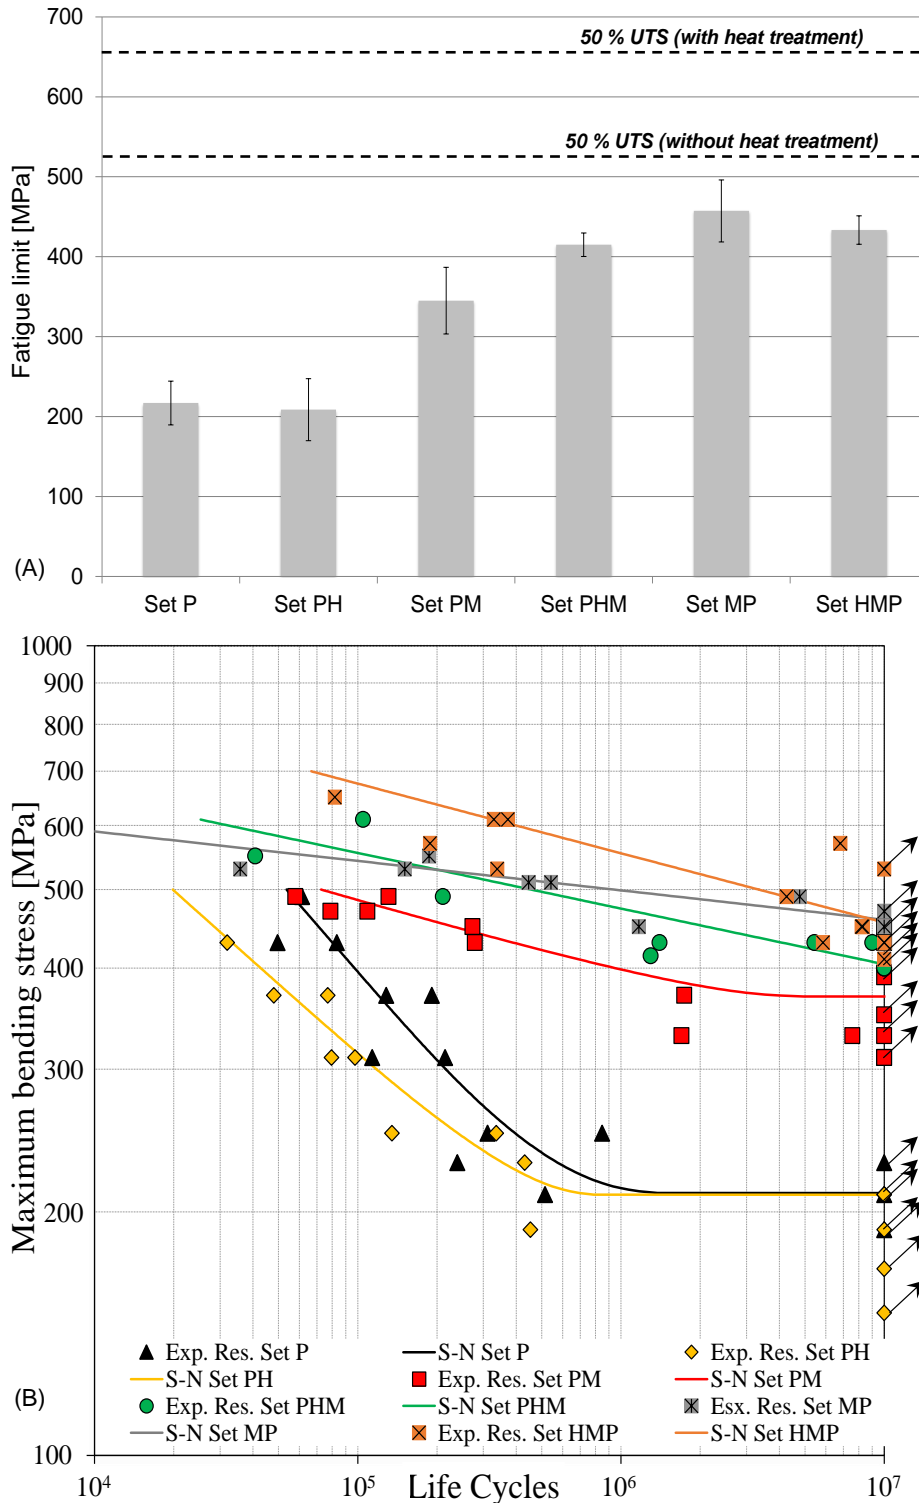 700
50 % UTS (with heat treatment)
600
50 % UTS (without heat treatment)
500
400
300
200
100
0
Fatigue limit [MPa]
(A)
Set P Set PH Set PM Set PHM Set MP Set HMP
1000
900
800
700
600
500
400
300
200
100
Maximum bending stress [MPa]
▲ Exp. Res. Set P S-N Set P Exp. Res. Set PH
S-N Set PH Exp. Res. Set PM S-N Set PM
Exp. Res. Set PHM S-N Set PHM Esx. Res. Set MP
S-N Set MP Exp. Res. Set HMP S-N Set HMP
(B)
10⁴ 10⁵ 10⁶ 10⁷
Life Cycles